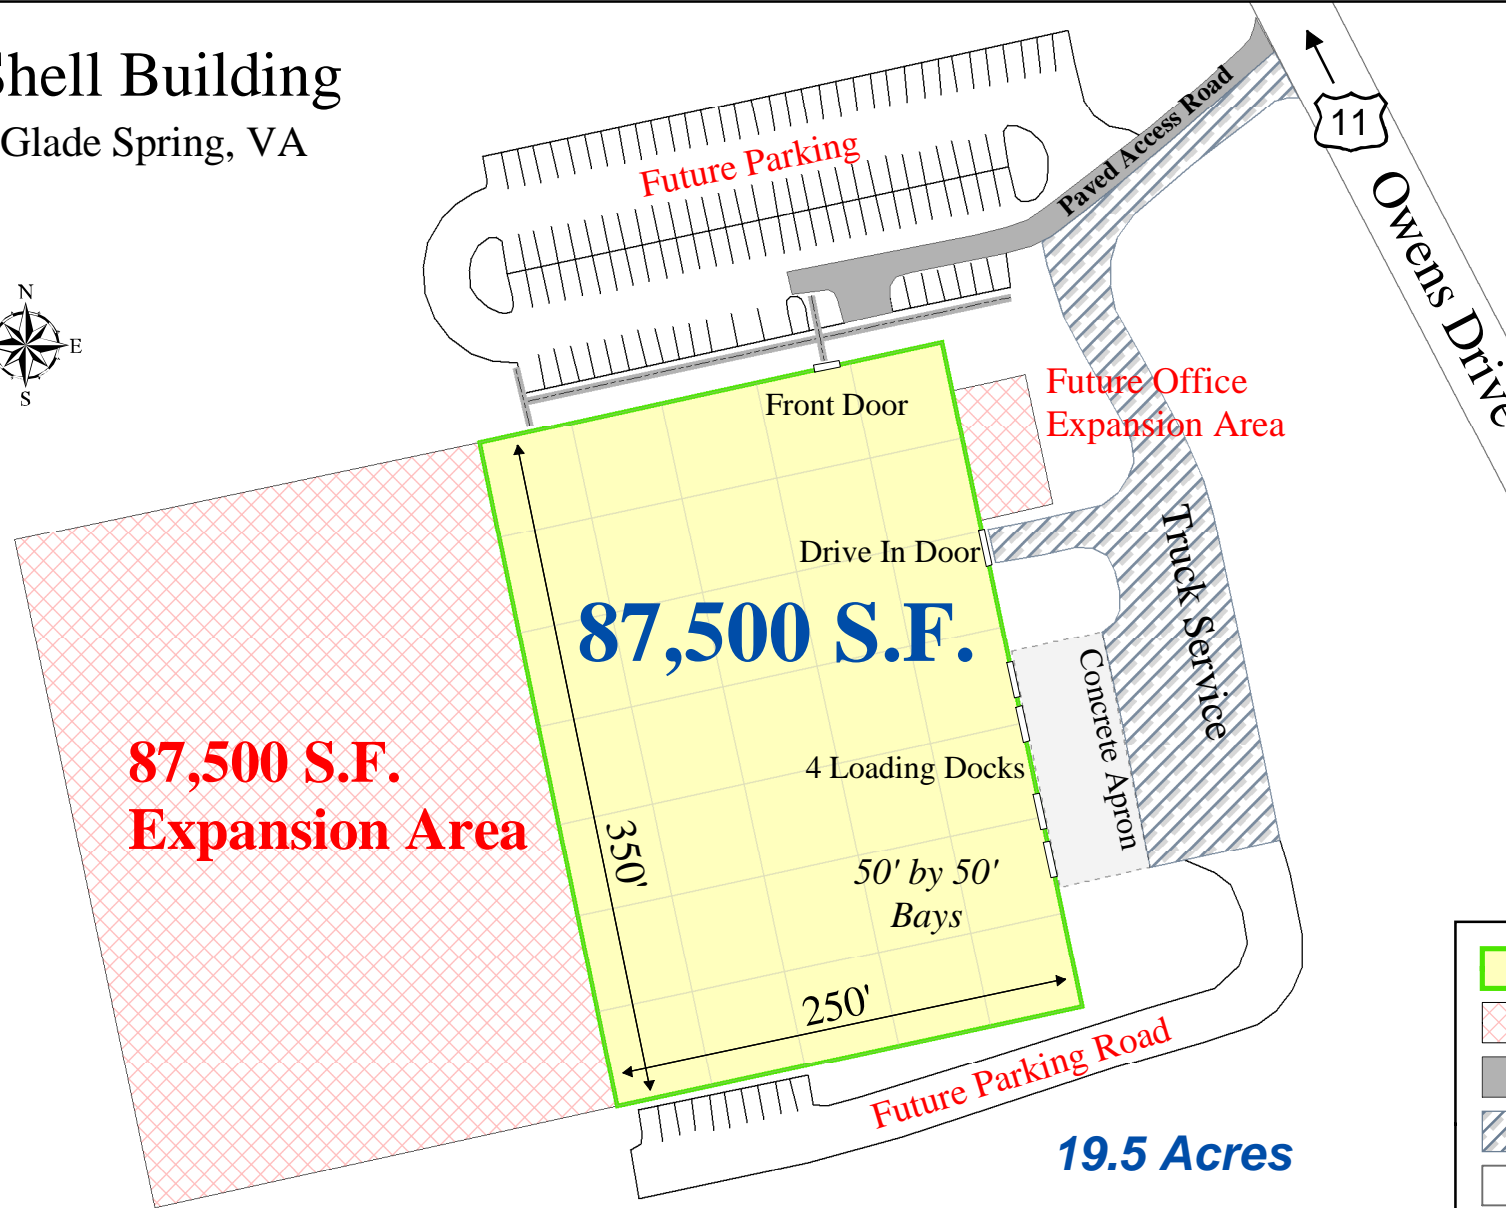 Shell Building
Glade Spring, VA
N
E
S
Future Parking
Paved Access Road
11
Owens Drive
Front Door
Future Office
Expansion Area
Drive In Door
87,500 S.F.
Truck Service
Concrete Apron
4 Loading Docks
87,500 S.F.
Expansion Area
350'
50' by 50'
Bays
250'
Future Parking Road
19.5 Acres